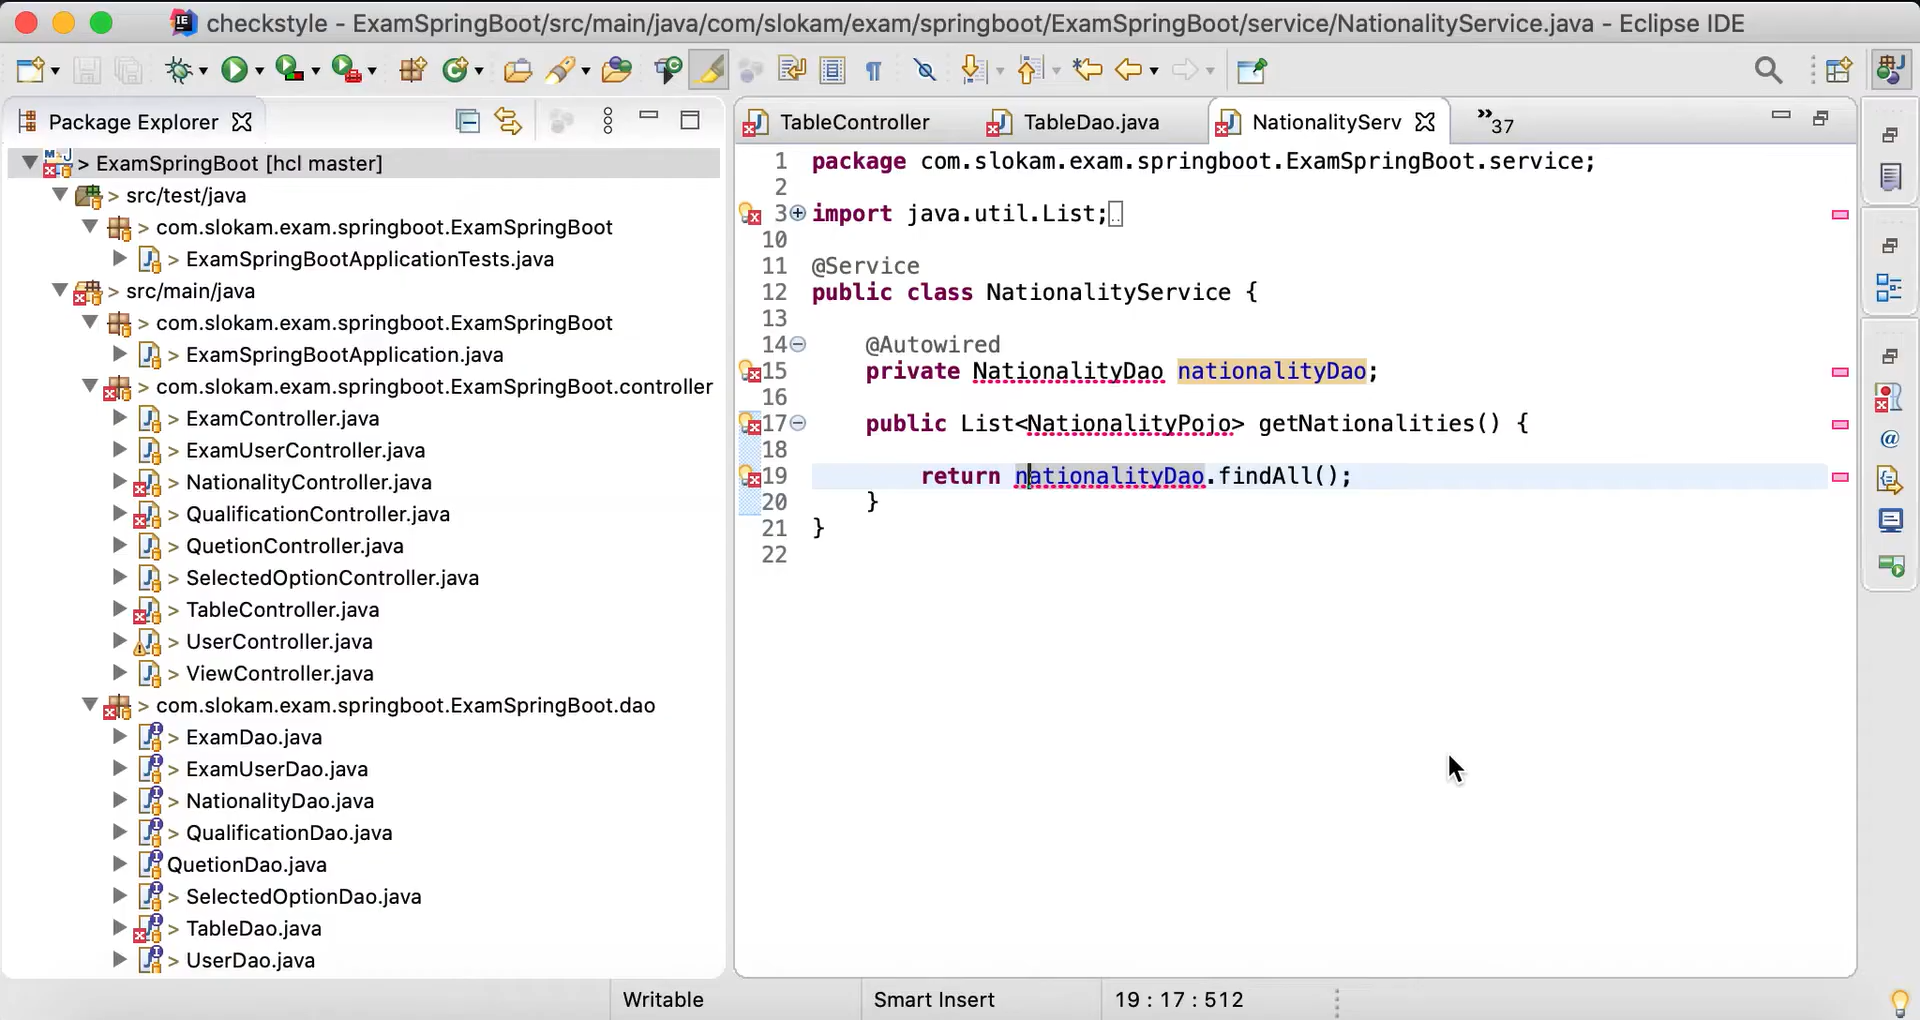 checkstyle - ExamSpringBoot/src/main/java/com/slokam/exam/springboot/ExamSpringBoot/service/NationalityService.java - Eclipse IDE
Package Explorer
> ExamSpringBoot [hcl master]
> src/test/java
> com.slokam.exam.springboot.ExamSpringBoot
> ExamSpringBootApplicationTests.java
> src/main/java
> com.slokam.exam.springboot.ExamSpringBoot
> ExamSpringBootApplication.java
> com.slokam.exam.springboot.ExamSpringBoot.controller
> ExamController.java
> ExamUserController.java
> NationalityController.java
> QualificationController.java
> QuetionController.java
> SelectedOptionController.java
> TableController.java
> UserController.java
> ViewController.java
> com.slokam.exam.springboot.ExamSpringBoot.dao
> ExamDao.java
> ExamUserDao.java
> NationalityDao.java
> QualificationDao.java
QuetionDao.java
> SelectedOptionDao.java
> TableDao.java
> UserDao.java
TableController
TableDao.java
NationalityServ
»37
1 package com.slokam.exam.springboot.ExamSpringBoot.service;
2
3 import java.util.List;
10
11 @Service
12 public class NationalityService {
13
14 @Autowired
15 private NationalityDao nationalityDao;
16
17 public List<NationalityPojo> getNationalities() {
18
19 return nationalityDao.findAll();
20 }
21 }
22
Writable
Smart Insert
19 : 17 : 512